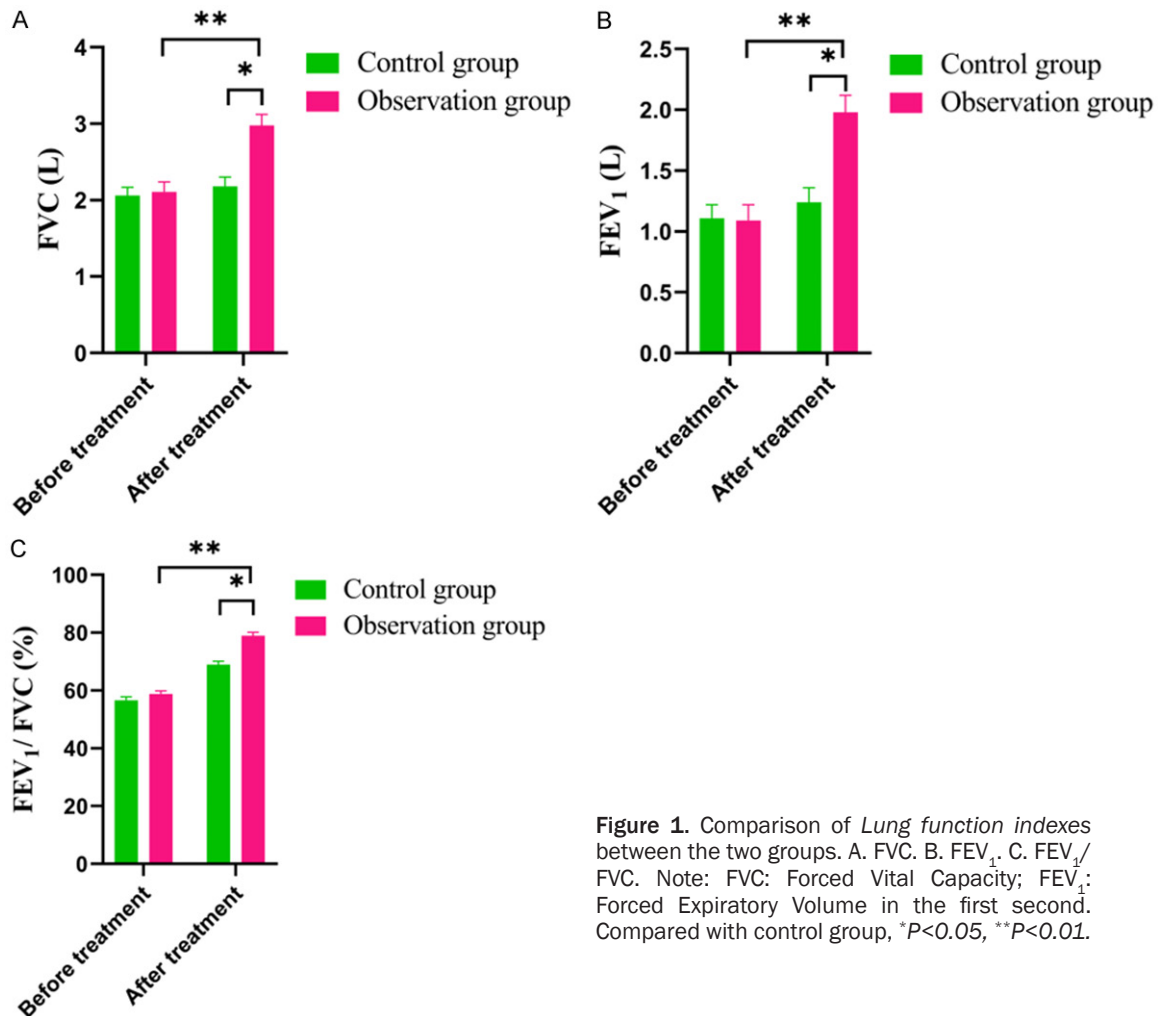 A
**
*
4
3
2
1
0
FVC (L)
Before treatment
After treatment
Control group
Observation group
B
**
*
2.5
2.0
1.5
1.0
0.5
0.0
FEV1 (L)
Before treatment
After treatment
Control group
Observation group
C
**
*
100
80
60
40
20
0
FEV1/ FVC (%)
Before treatment
After treatment
Control group
Observation group
Figure 1. Comparison of Lung function indexes
between the two groups. A. FVC. B. FEV1. C. FEV1/
FVC. Note: FVC: Forced Vital Capacity; FEV1:
Forced Expiratory Volume in the first second.
Compared with control group, *P<0.05, **P<0.01.